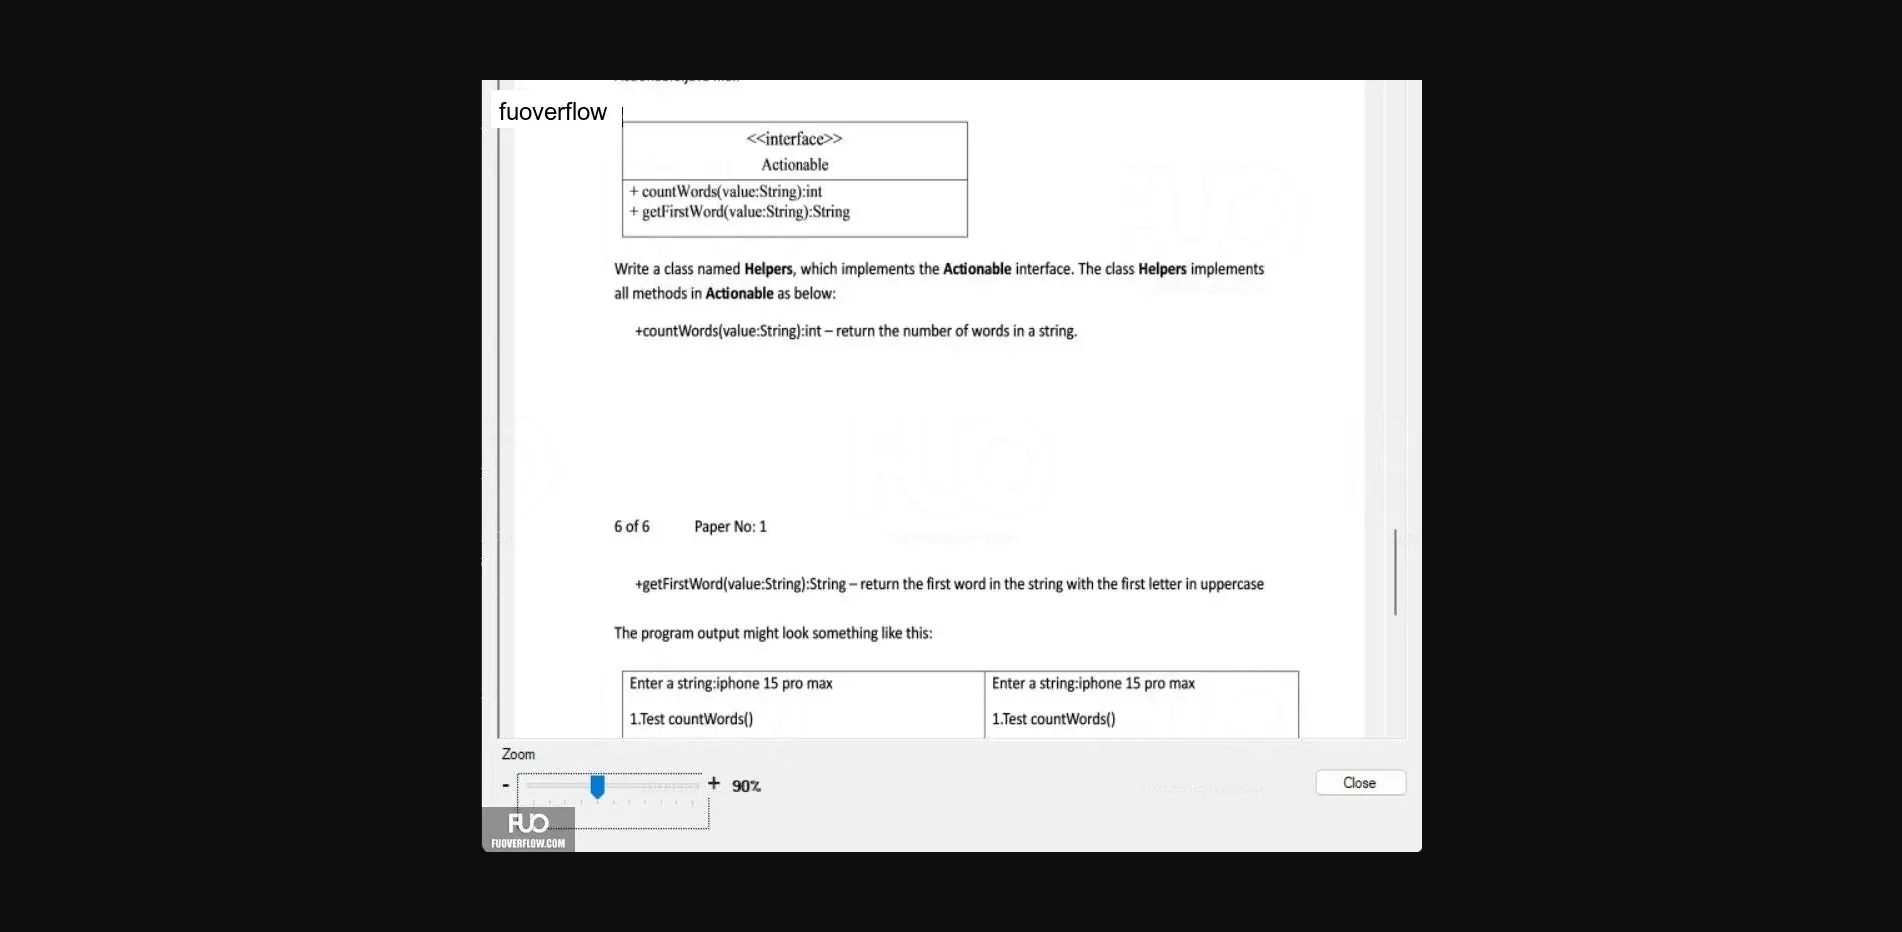 fuoverflow
<<interface>>
Actionable
+ countWords(value:String):int
+ getFirstWord(value:String):String
Write a class named Helpers, which implements the Actionable interface. The class Helpers implements
all methods in Actionable as below:
+countWords(value:String):int – return the number of words in a string.
6 of 6 Paper No: 1
+getFirstWord(value:String):String – return the first word in the string with the first letter in uppercase
The program output might look something like this:
Enter a string:iphone 15 pro max Enter a string:iphone 15 pro max
1.Test countWords() 1.Test countWords()
Zoom
- + 90%
Close
FUO
FUOVERFLOW.COM